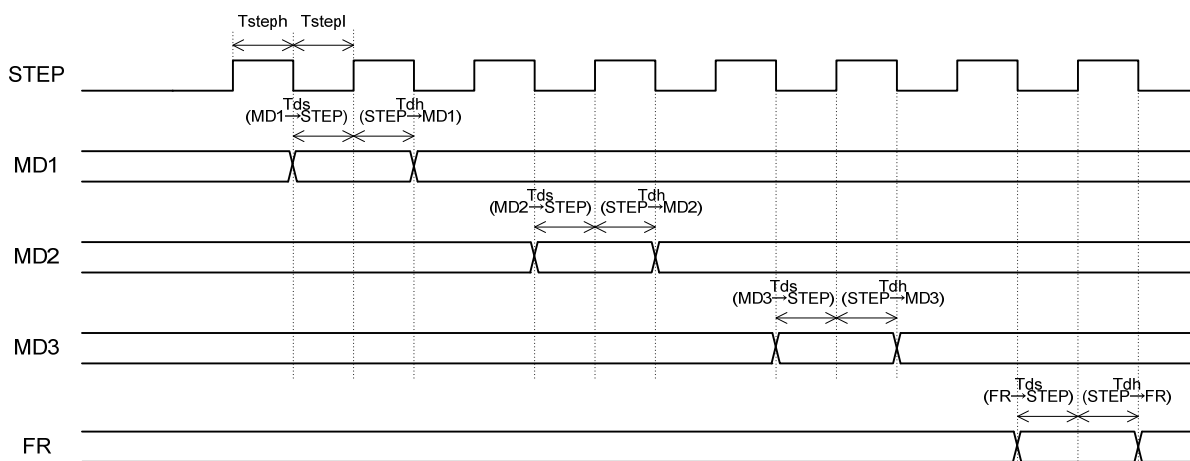 Tsteph Tstepl
STEP
Tds Tdh
(MD1→STEP) (STEP→MD1)
MD1
Tds Tdh
(MD2→STEP) (STEP→MD2)
MD2
Tds Tdh
(MD3→STEP) (STEP→MD3)
MD3
Tds Tdh
(FR→STEP) (STEP→FR)
FR